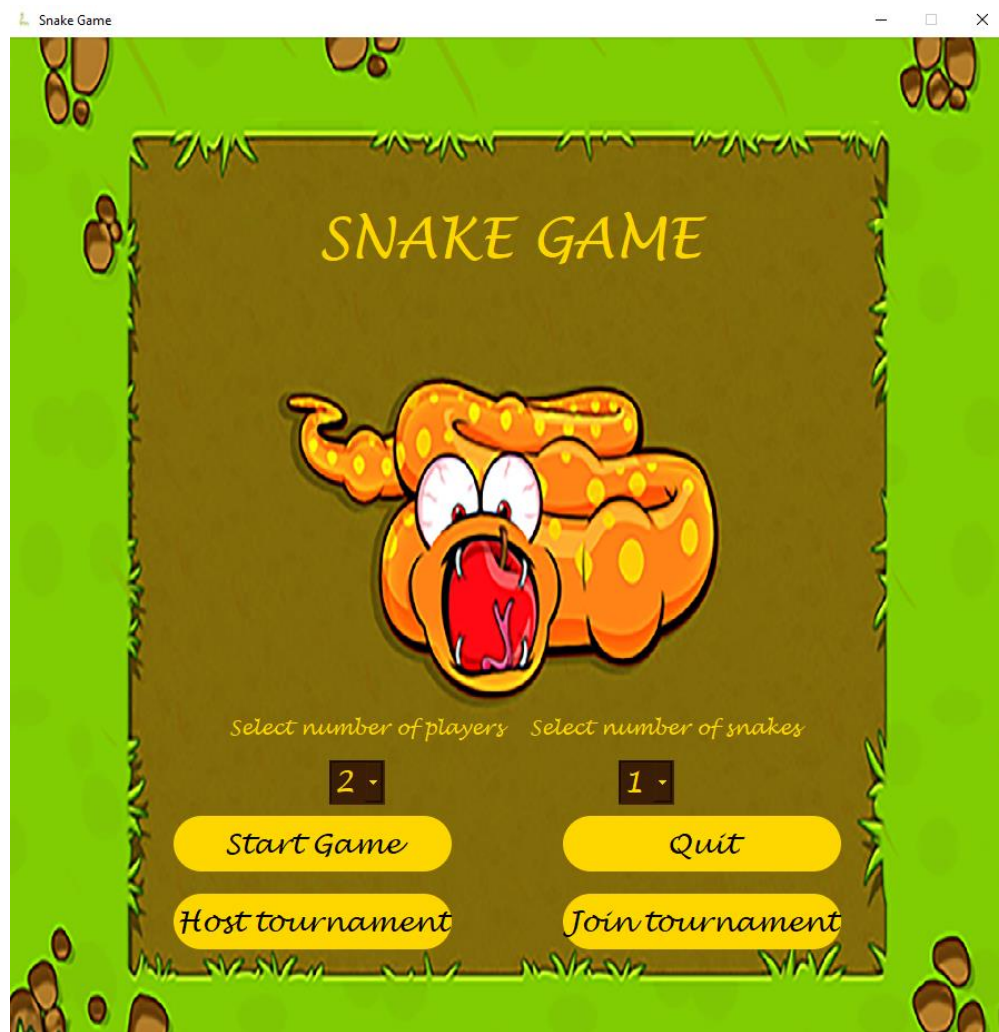 Snake Game
SNAKE GAME
Select number of players Select number of snakes
2 1
Start Game Quit
Host tournament Join tournament